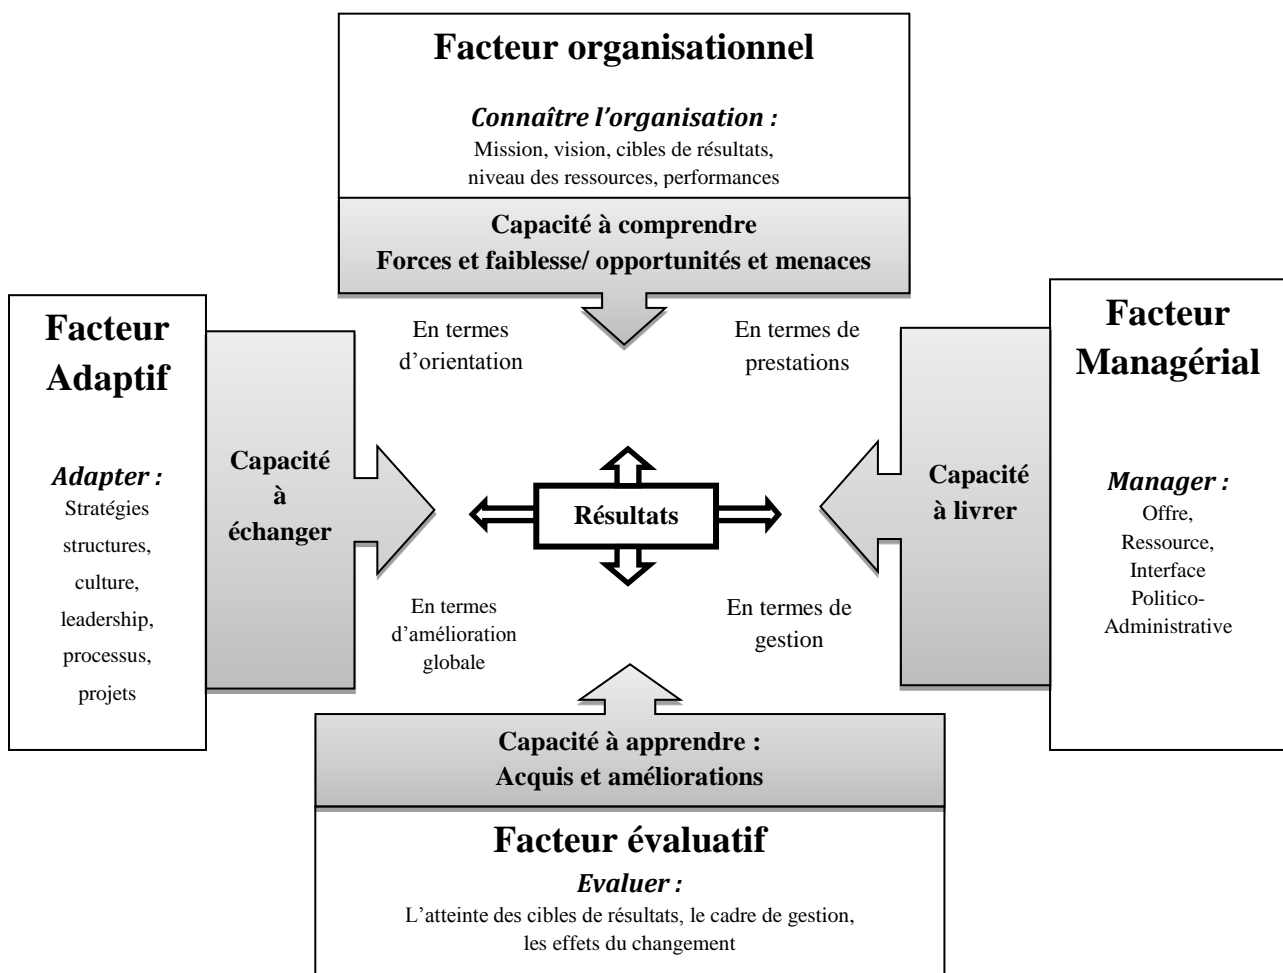 Facteur organisationnel
Connaître l’organisation :
Mission, vision, cibles de résultats,
niveau des ressources, performances
Capacité à comprendre
Forces et faiblesse/ opportunités et menaces
Facteur
Adaptif
Adapter :
Stratégies
structures,
culture,
leadership,
processus,
projets
Capacité
à
échanger
En termes
d’orientation
En termes de
prestations
Résultats
En termes
d’amélioration
globale
En termes de
gestion
Capacité
à livrer
Facteur
Managérial
Manager :
Offre,
Ressource,
Interface
Politico-
Administrative
Capacité à apprendre :
Acquis et améliorations
Facteur évaluatif
Evaluer :
L’atteinte des cibles de résultats, le cadre de gestion,
les effets du changement